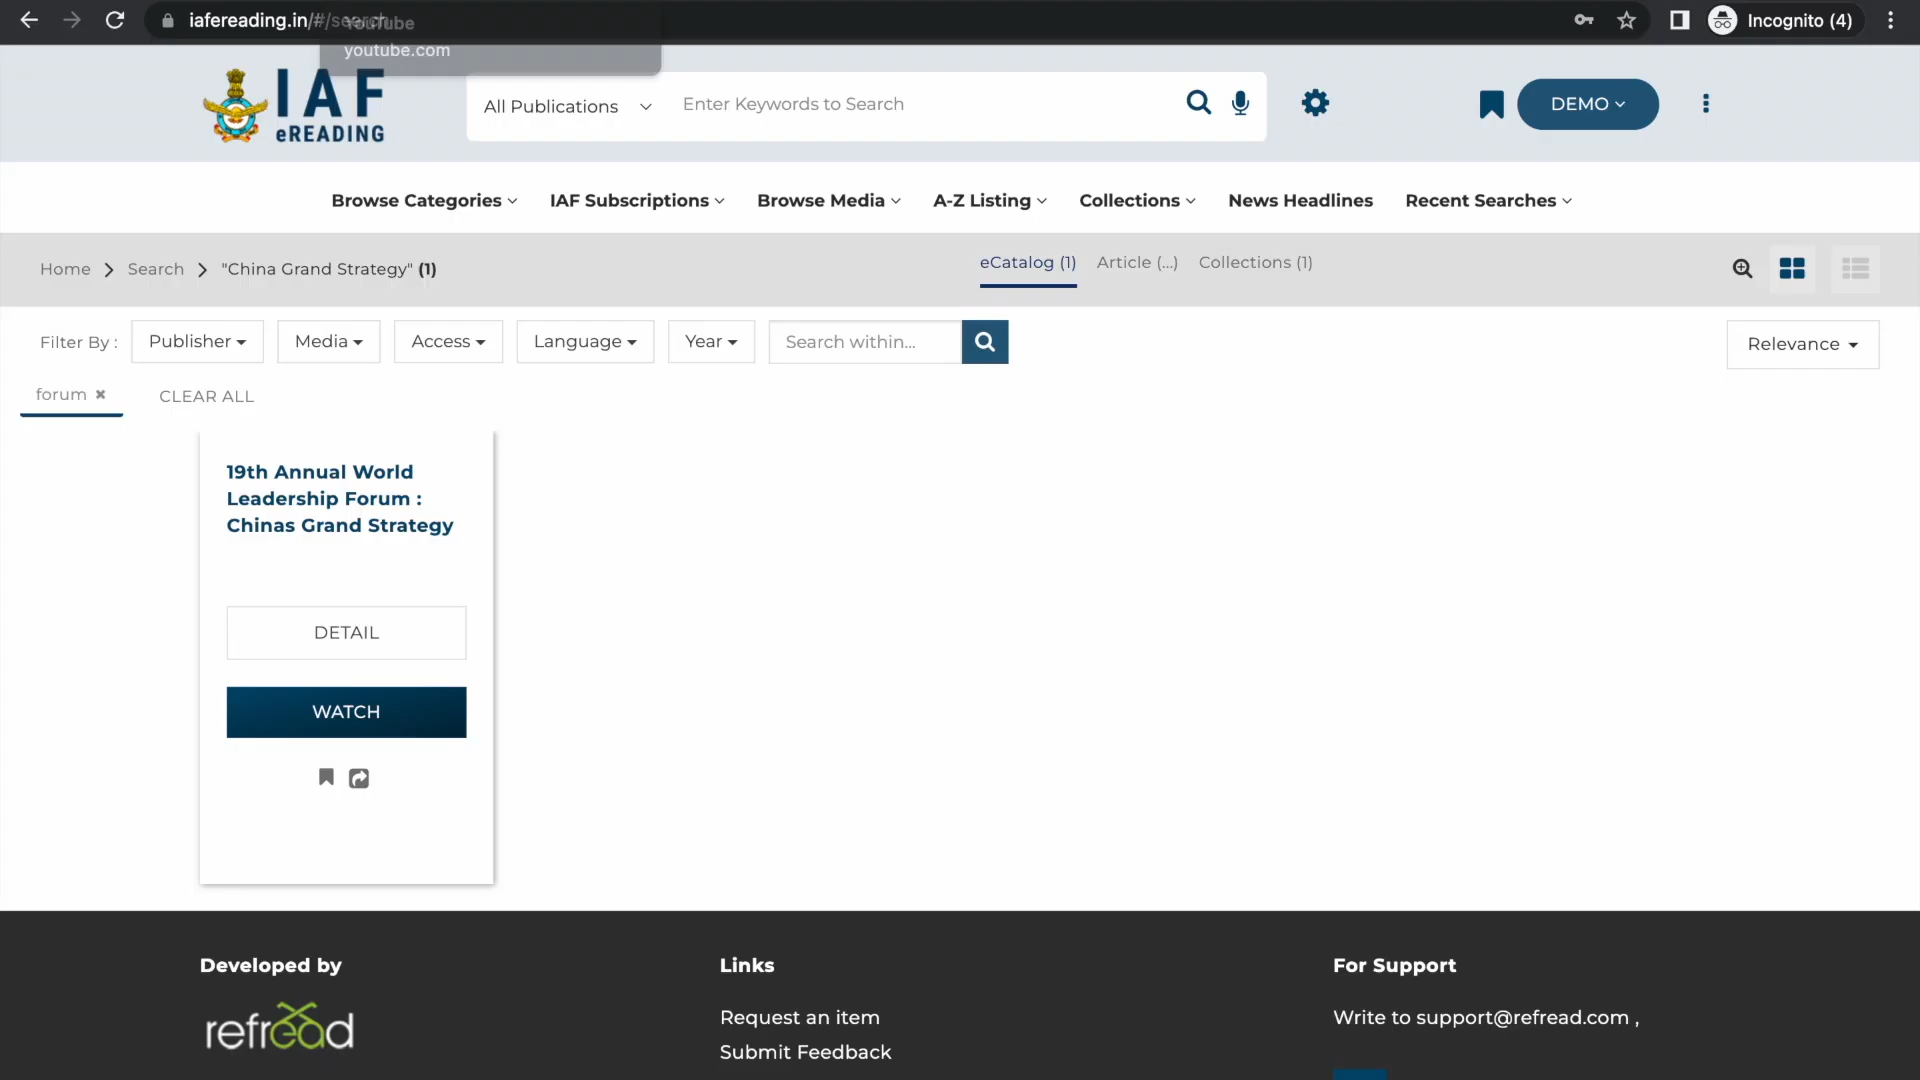 iafereading.in/#/search
YouTube
youtube.com
Incognito (4)
IAF
eREADING
All Publications
Enter Keywords to Search
DEMO
Browse Categories
IAF Subscriptions
Browse Media
A-Z Listing
Collections
News Headlines
Recent Searches
Home
Search
"China Grand Strategy" (1)
eCatalog (1)
Article (...)
Collections (1)
Filter By :
Publisher
Media
Access
Language
Year
Search within...
Relevance
forum
CLEAR ALL
19th Annual World
Leadership Forum :
Chinas Grand Strategy
DETAIL
WATCH
Developed by
Links
For Support
refread
Request an item
Write to support@refread.com ,
Submit Feedback